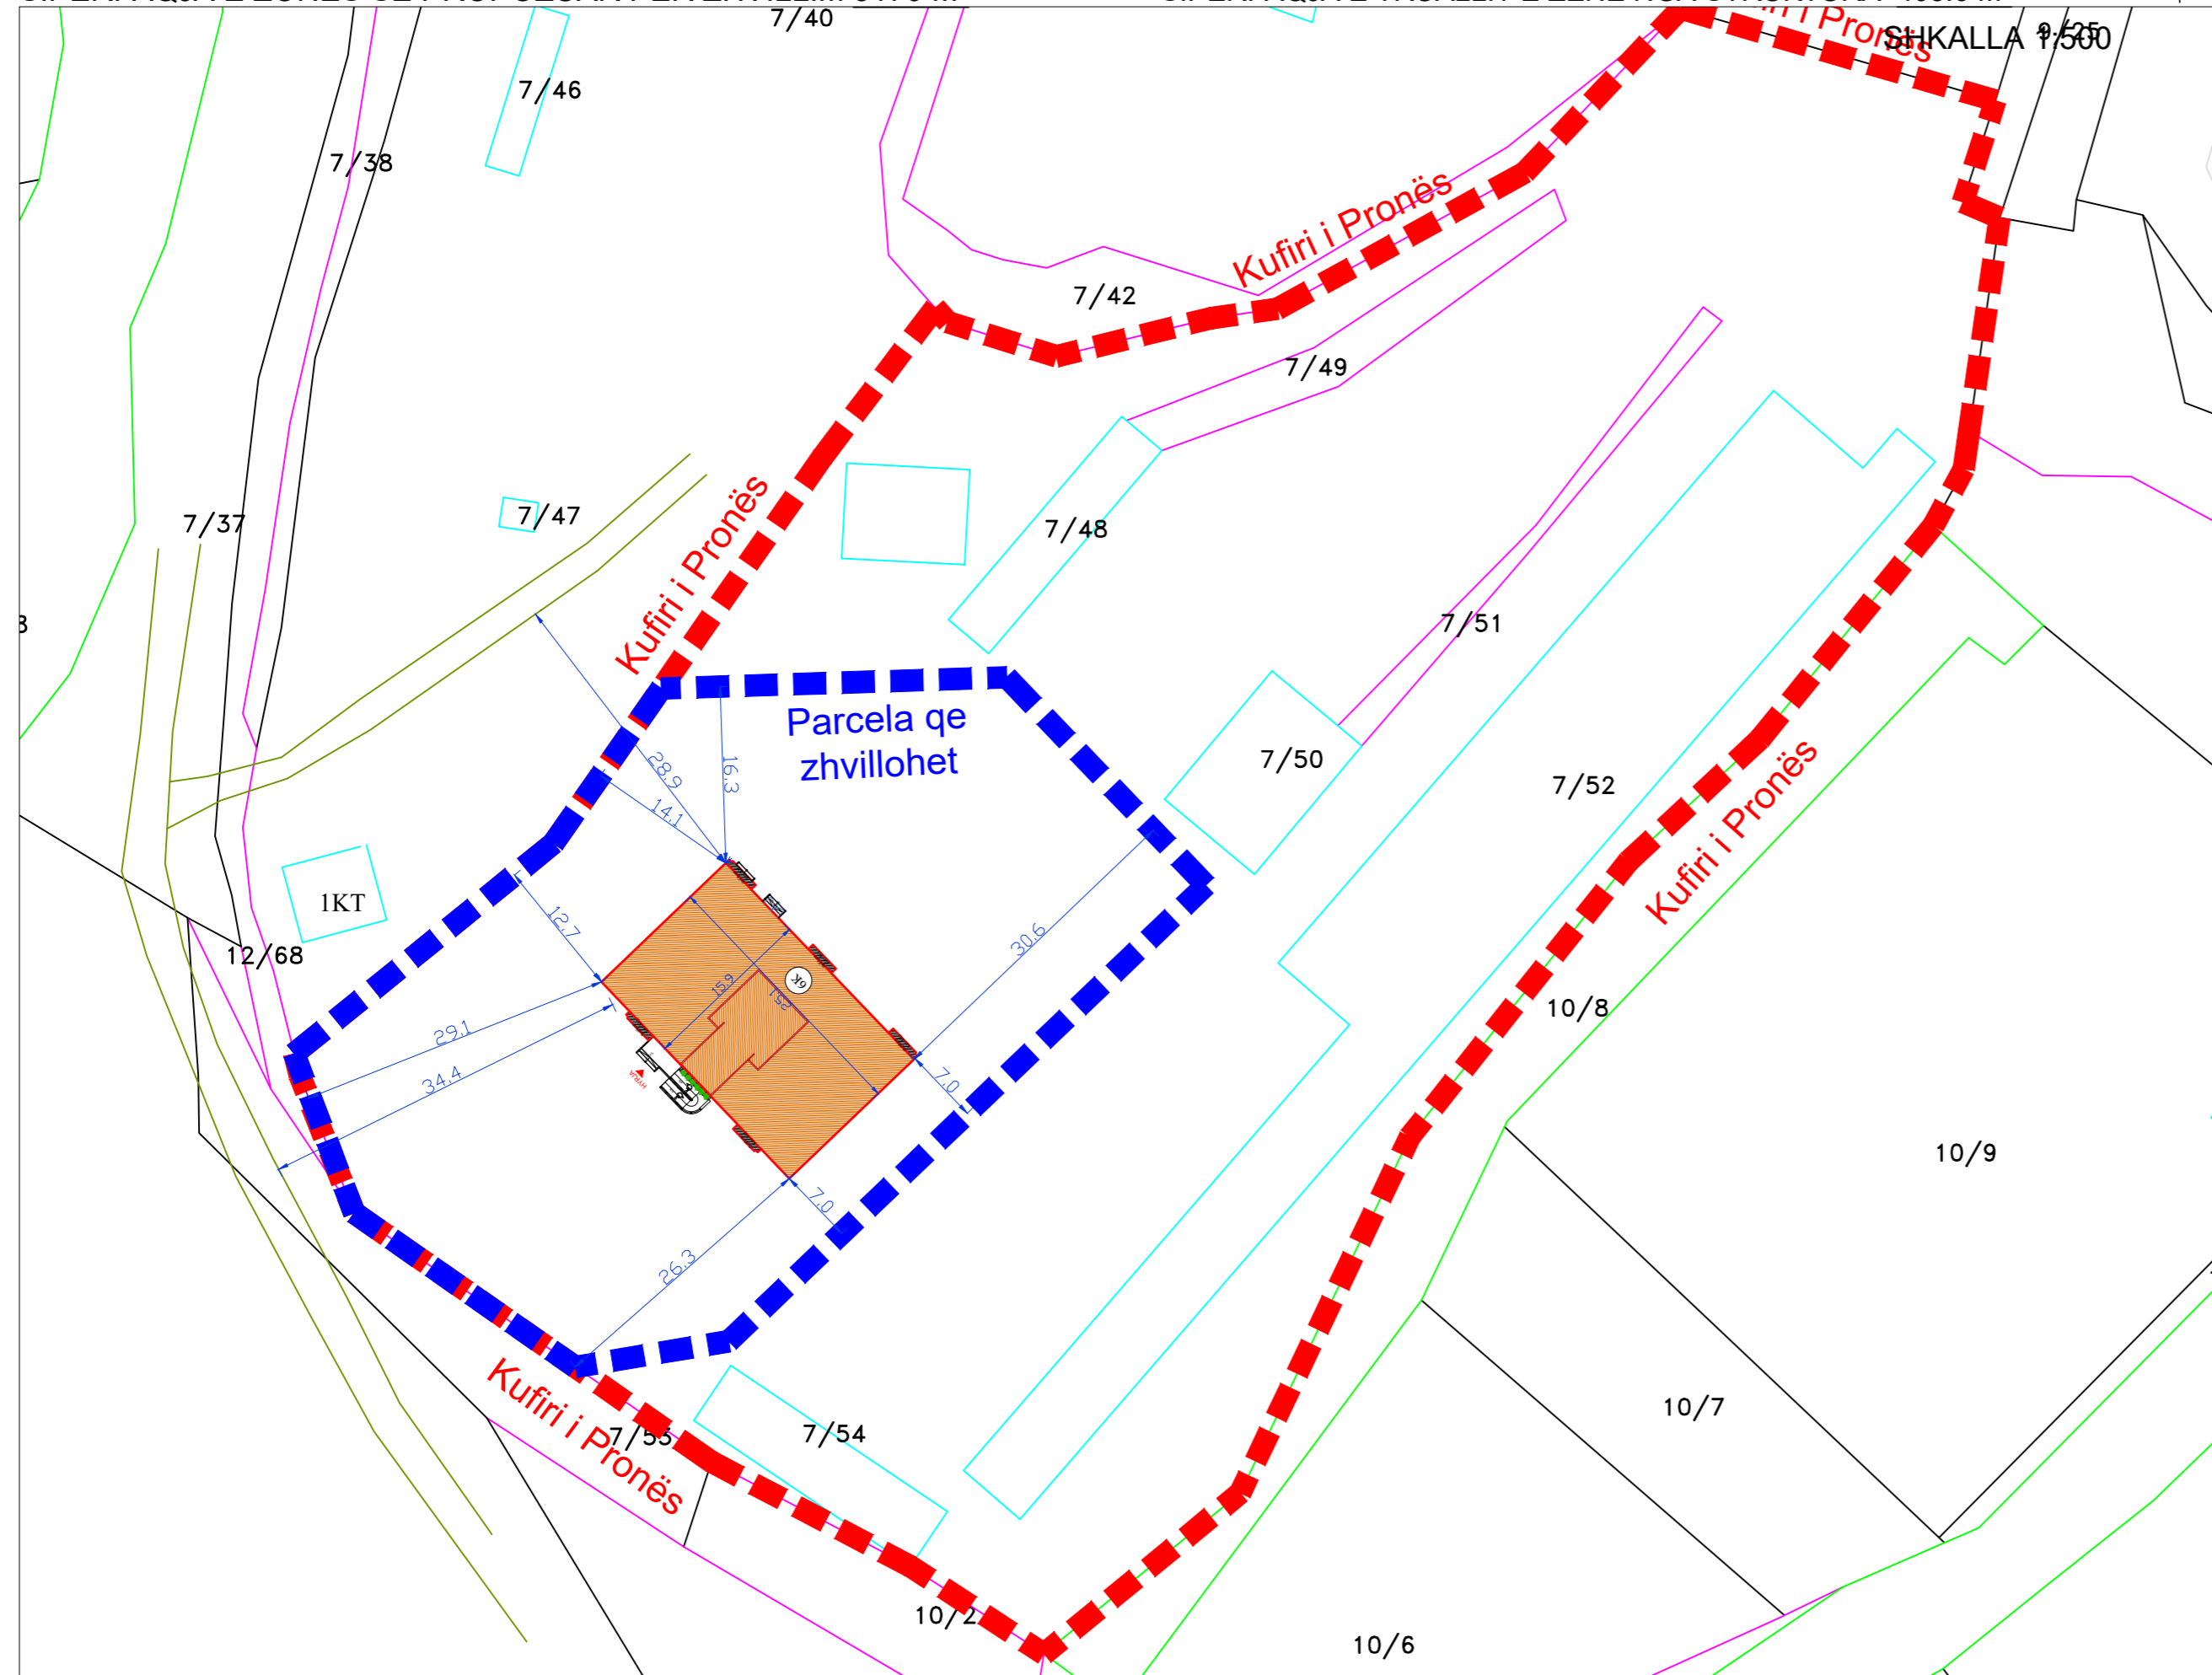 7/40
Kufiri i Pronës
SHKALLA 1:500
9/25
7/46
7/38
Kufiri i Pronës
7/42
7/49
7/47
7/37
Kufiri i Pronës
7/48
7/51
Parcela qe
zhvillohet
28,9
16,3
14,1
7/50
7/52
Kufiri i Pronës
1KT
12/68
12,7
30,6
6K
15,9
25,1
10/8
29,1
34,4
HYRJA
7,0
10/9
7,0
26,3
Kufiri i Pronës
7/53
7/54
10/7
10/2
10/6